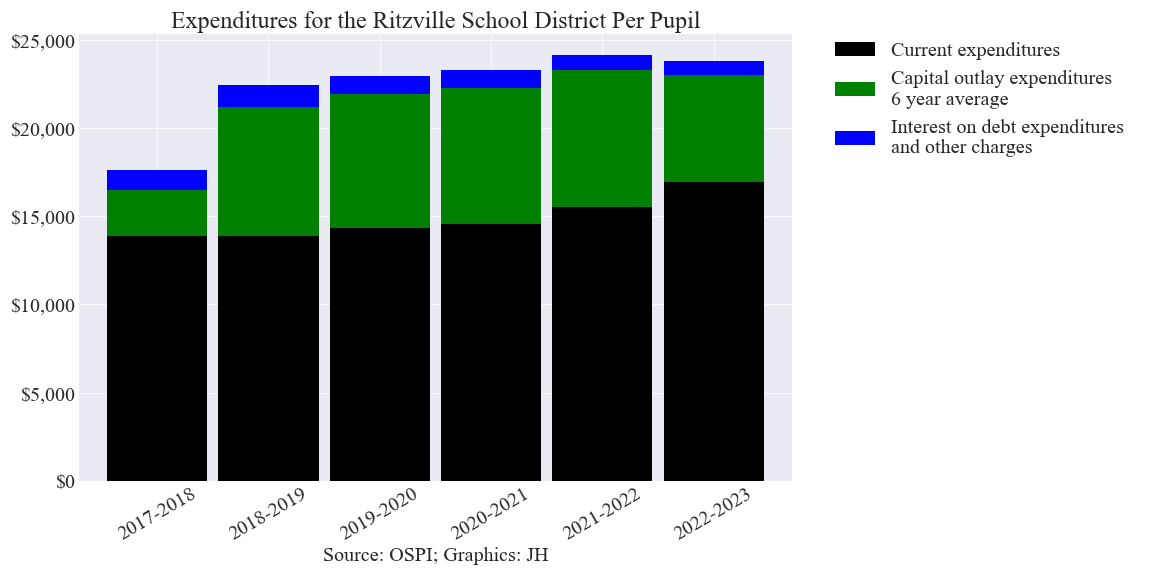 Expenditures for the Ritzville School District Per Pupil
$25,000
$20,000
$15,000
$10,000
$5,000
$0
2017-2018
2018-2019
2019-2020
2020-2021
2021-2022
2022-2023
Source: OSPI; Graphics: JH
Current expenditures
Capital outlay expenditures
6 year average
Interest on debt expenditures
and other charges